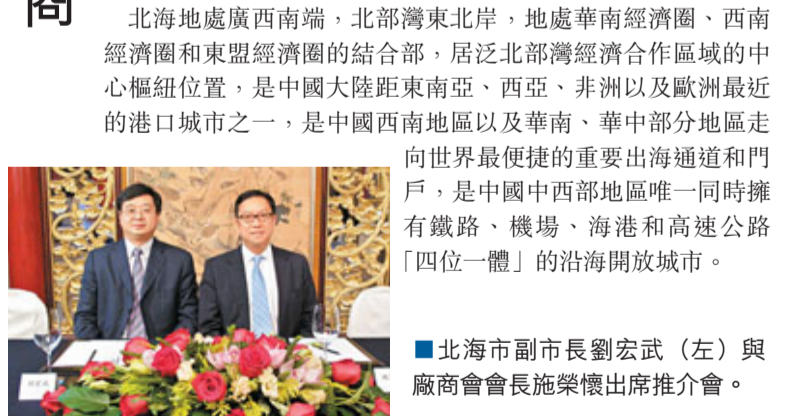 商
北海地處廣西南端，北部灣東北岸，地處華南經濟圈、西南
經濟圈和東盟經濟圈的結合部，居泛北部灣經濟合作區域的中
心樞紐位置，是中國大陸距東南亞、西亞、非洲以及歐洲最近
的港口城市之一，是中國西南地區以及華南、華中部分地區走
向世界最便捷的重要出海通道和門
戶，是中國中西部地區唯一同時擁
有鐵路、機場、海港和高速公路
「四位一體」的沿海開放城市。
■北海市副市長劉宏武（左）與
廠商會會長施榮懷出席推介會。